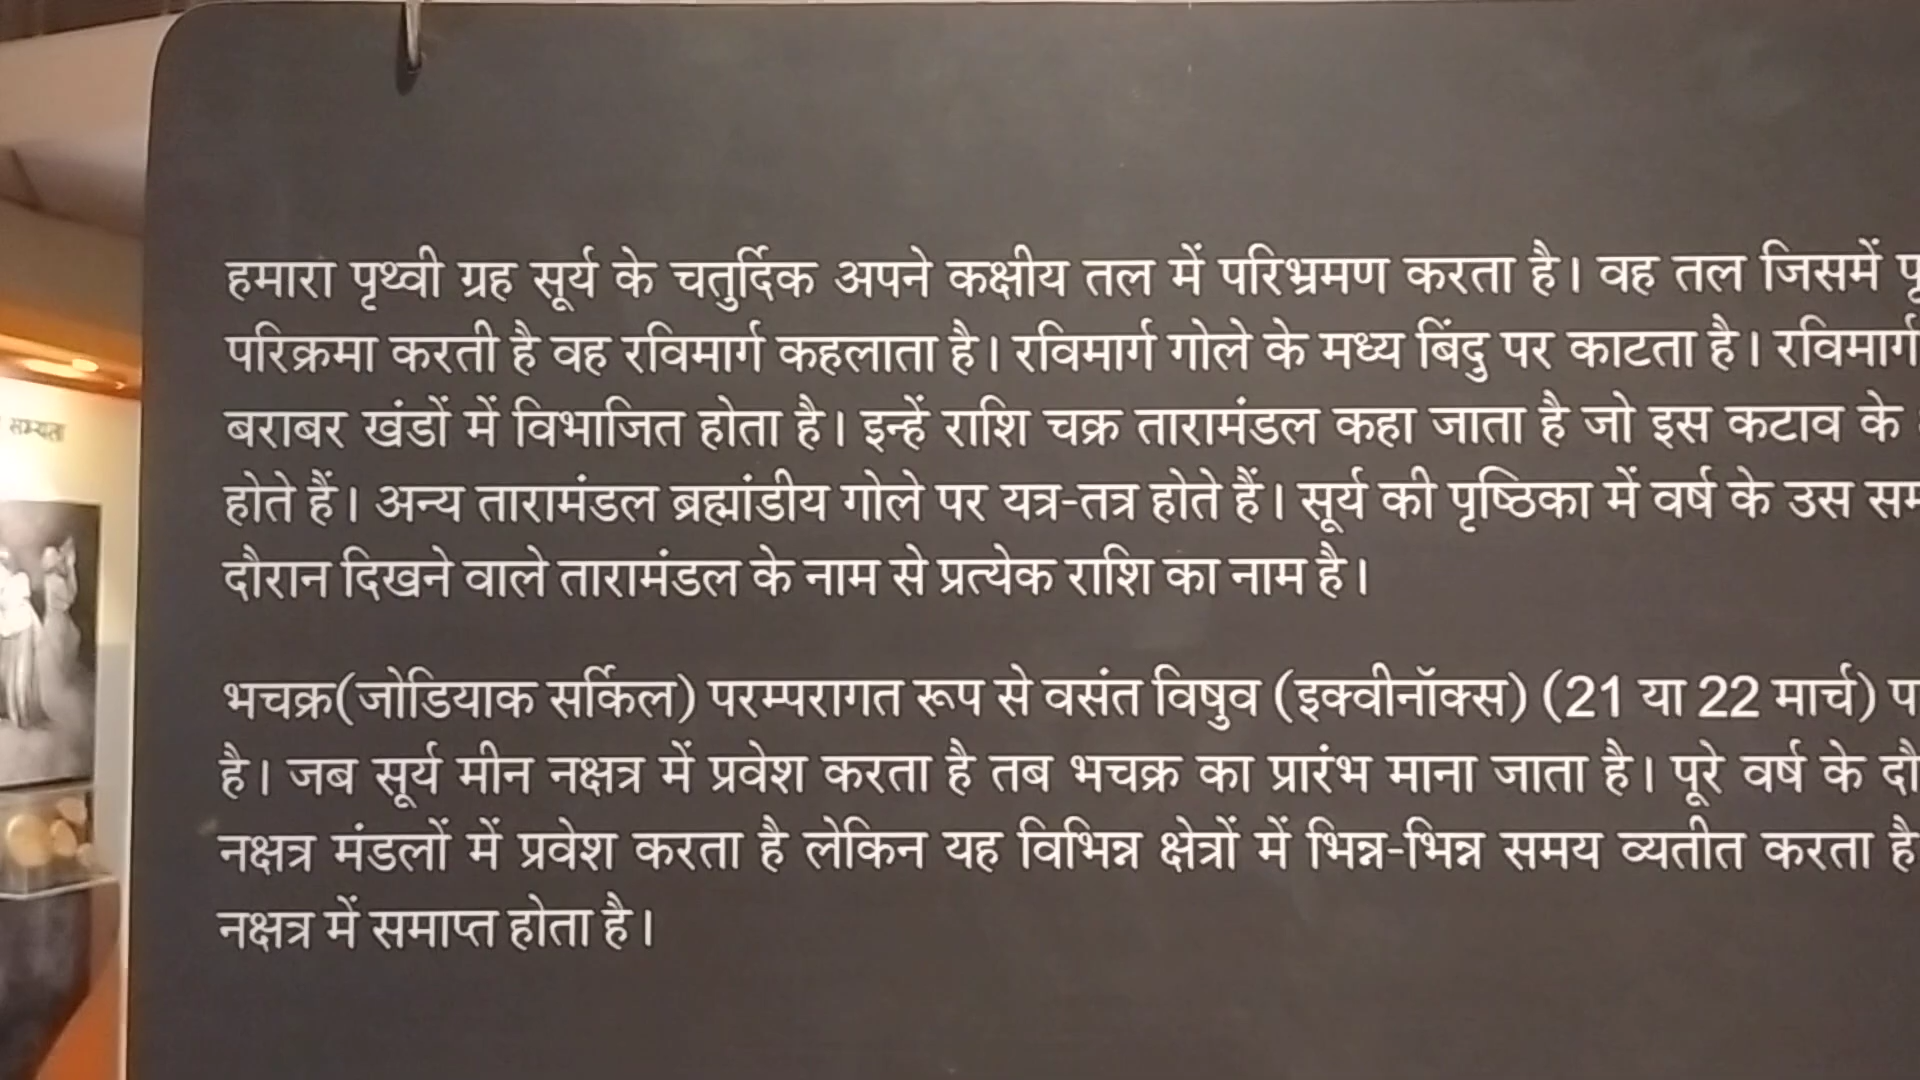 हमारा पृथ्वी ग्रह सूर्य के चतुर्दिक अपने कक्षीय तल में परिभ्रमण करता है। वह तल जिसमें
परिक्रमा करती है वह रविमार्ग कहलाता है। रविमार्ग गोले के मध्य बिंदु पर काटता है। रविमार्ग
बराबर खंडों में विभाजित होता है। इन्हें राशि चक्र तारामंडल कहा जाता है जो इस कटाव के
होते हैं। अन्य तारामंडल ब्रह्मांडीय गोले पर यत्र-तत्र होते हैं। सूर्य की पृष्ठिका में वर्ष के उस
दौरान दिखने वाले तारामंडल के नाम से प्रत्येक राशि का नाम है।
भचक्र(जोडियाक सर्किल) परम्परागत रूप से वसंत विषुव (इक्वीनॉक्स) (21 या 22 मार्च)
है। जब सूर्य मीन नक्षत्र में प्रवेश करता है तब भचक्र का प्रारंभ माना जाता है। पूरे वर्ष के
नक्षत्र मंडलों में प्रवेश करता है लेकिन यह विभिन्न क्षेत्रों में भिन्न-भिन्न समय व्यतीत करता है
नक्षत्र में समाप्त होता है।
सभ्यता